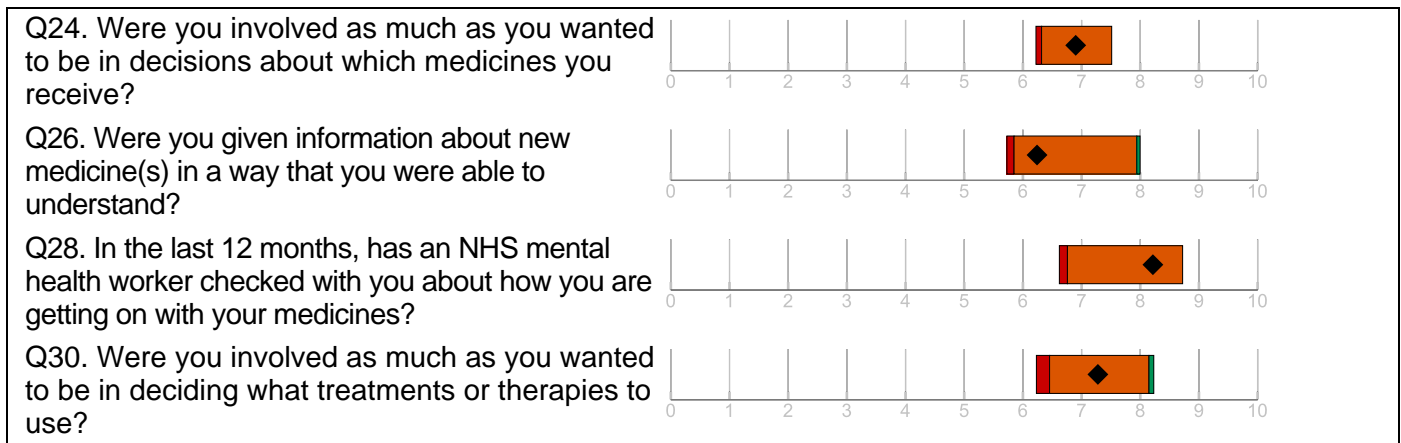 Q24. Were you involved as much as you wanted
to be in decisions about which medicines you
receive?
0 1 2 3 4 5 6 7 8 9 10
Q26. Were you given information about new
medicine(s) in a way that you were able to
understand?
0 1 2 3 4 5 6 7 8 9 10
Q28. In the last 12 months, has an NHS mental
health worker checked with you about how you are
getting on with your medicines?
0 1 2 3 4 5 6 7 8 9 10
Q30. Were you involved as much as you wanted
to be in deciding what treatments or therapies to
use?
0 1 2 3 4 5 6 7 8 9 10